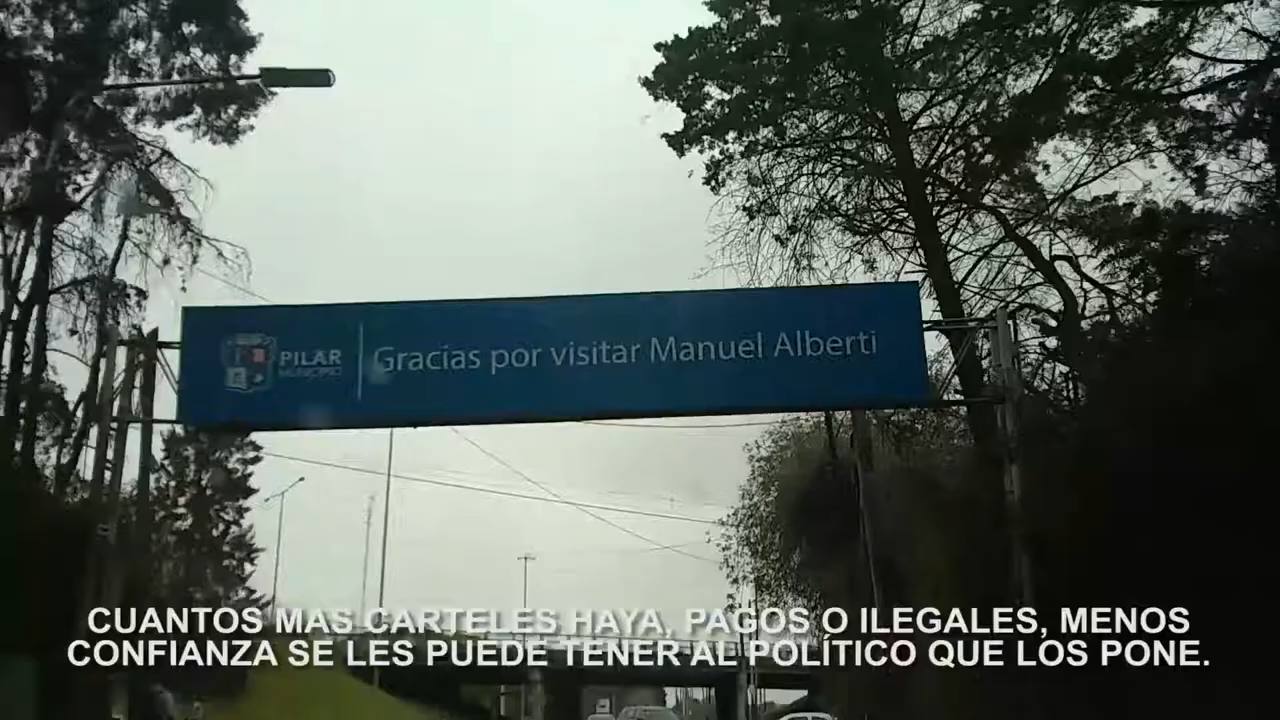 PILAR
MUNICIPIO
Gracias por visitar Manuel Alberti
CUANTOS MAS CARTELES HAYA, PAGOS O ILEGALES, MENOS
CONFIANZA SE LES PUEDE TENER AL POLÍTICO QUE LOS PONE.